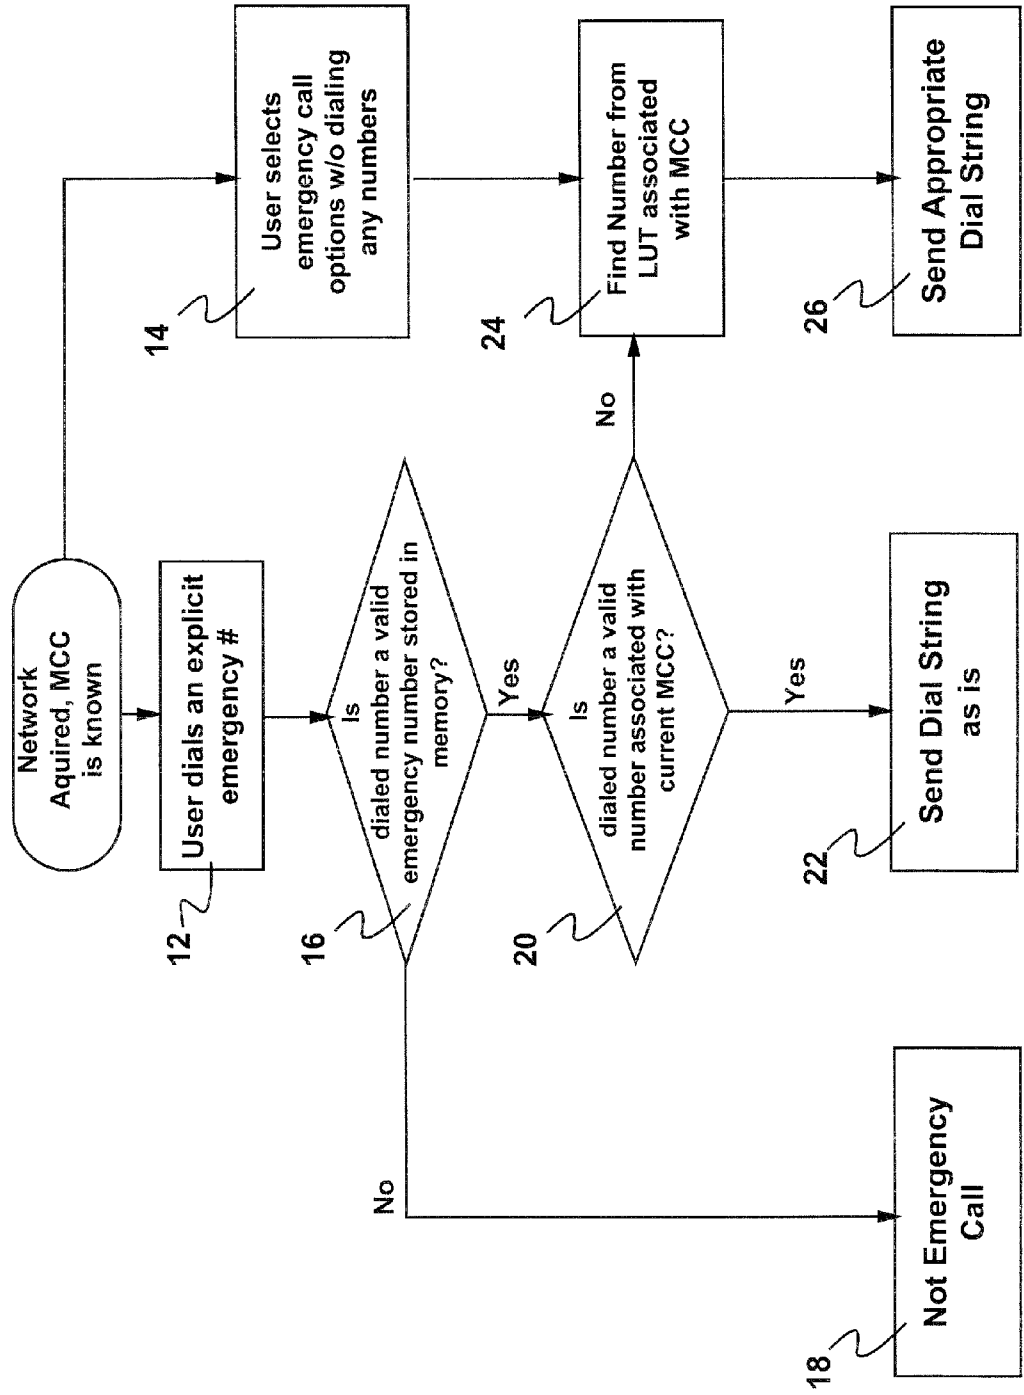 Network
Aquired, MCC
is known
12
User dials an explicit
emergency #
14
User selects
emergency call
options w/o dialing
any numbers
16
Is
dialed number a valid
emergency number stored in
memory?
No
Yes
18
Not Emergency
Call
20
Is
dialed number a valid
number associated with
current MCC?
No
Yes
22
Send Dial String
as is
24
Find Number from
LUT associated
with MCC
26
Send Appropriate
Dial String